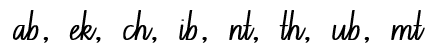 ab, ek, ch, ib, nt, th, ub, mt